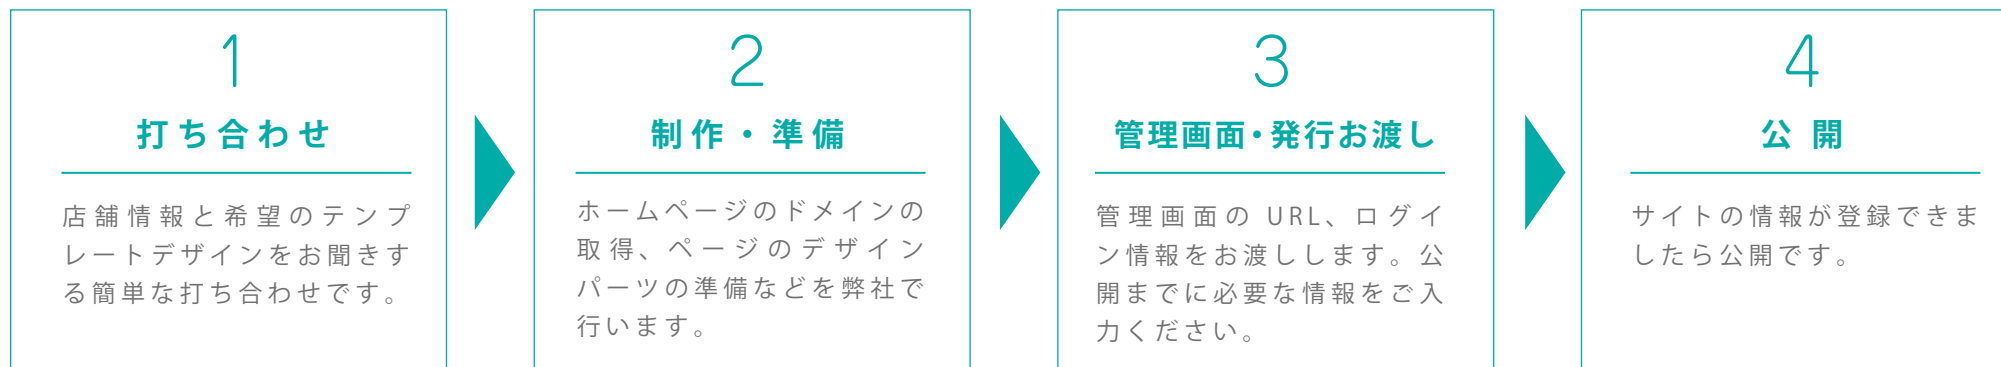 1
打ち合わせ
店舗情報と希望のテンプ
レートデザインをお聞きす
る簡単な打ち合わせです。
2
制作・準備
ホームページのドメインの
取得、ページのデザイン
パーツの準備などを弊社で
行います。
3
管理画面・発行お渡し
管理画面の URL、ログイ
ン情報をお渡しします。公
開までに必要な情報をご入
力ください。
4
公開
サイトの情報が登録できま
したら公開です。